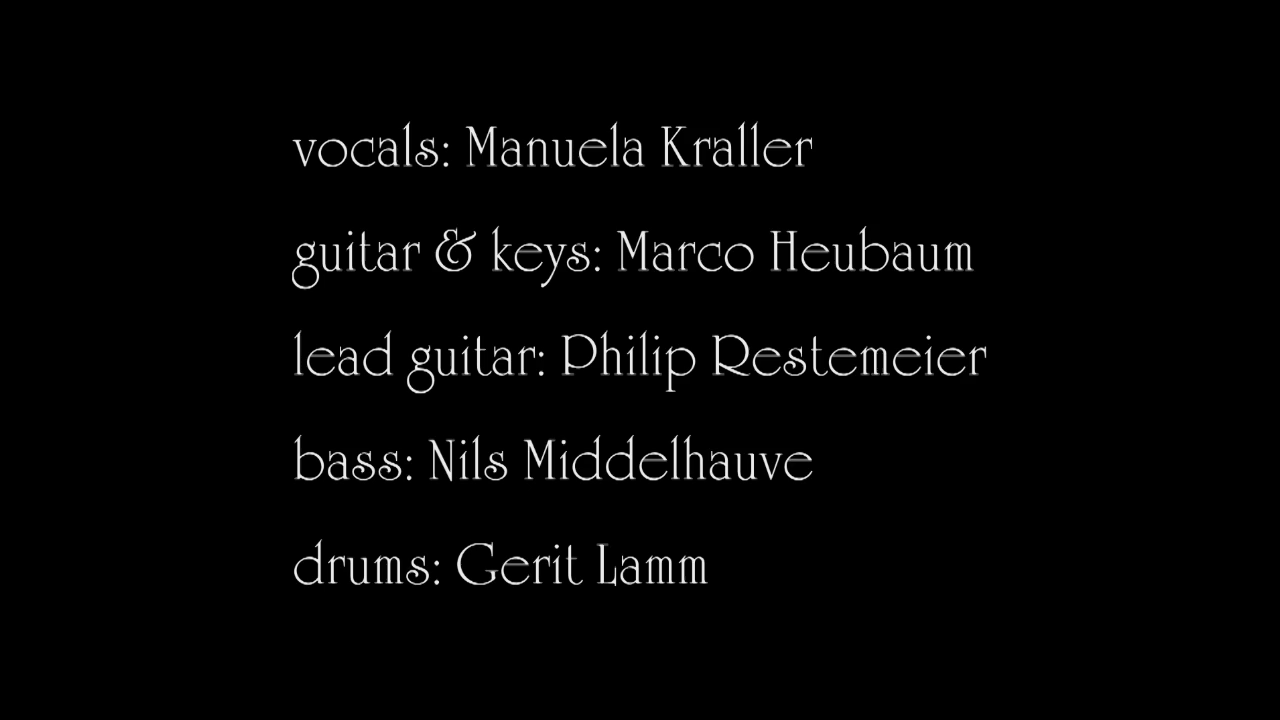 vocals: Manuela Kraller
guitar & keys: Marco Heubaum
lead guitar: Philip Restemeier
bass: Nils Middelhauve
drums: Gerit Lamm